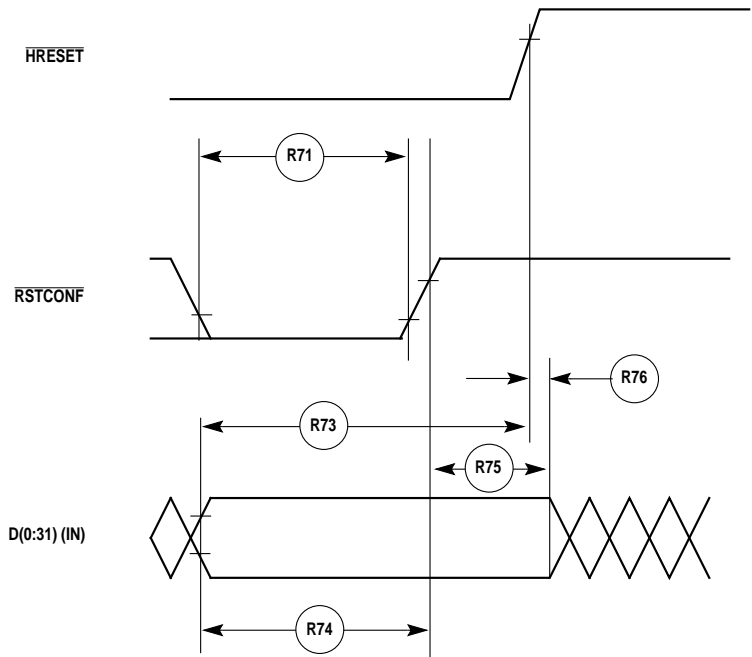 HRESET
R71
RSTCONF
R76
R73
R75
D(0:31) (IN)
R74